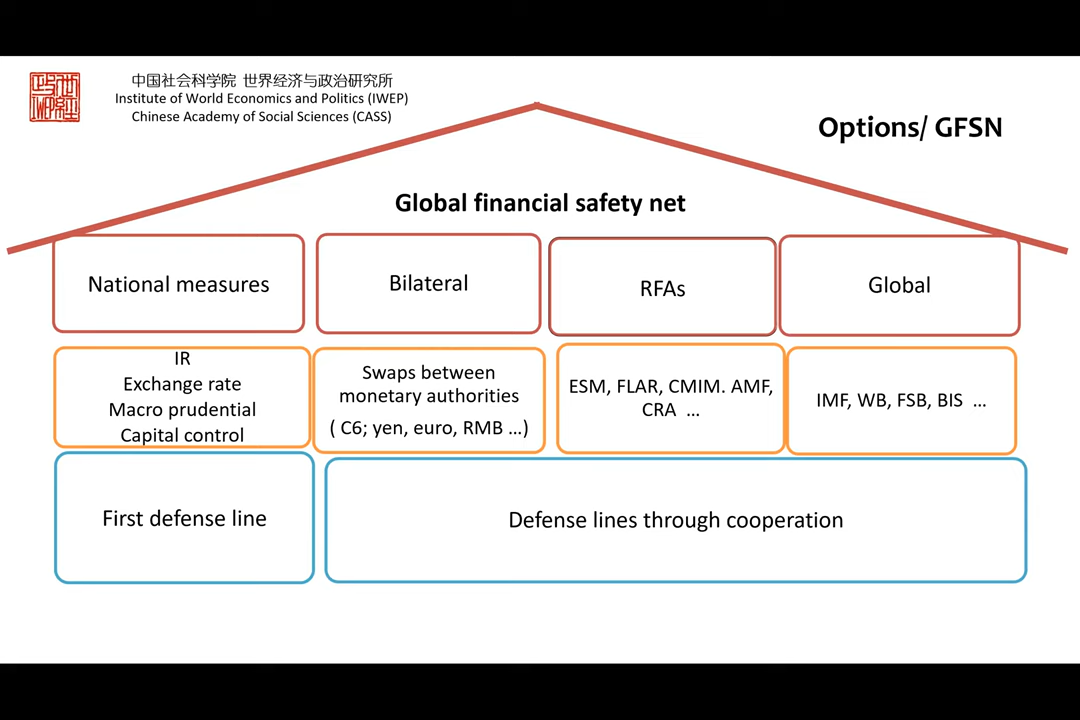 中国社会科学院 世界经济与政治研究所
Institute of World Economics and Politics (IWEP)
Chinese Academy of Social Sciences (CASS)
Options/ GFSN
Global financial safety net
National measures
Bilateral
RFAs
Global
IR
Exchange rate
Macro prudential
Capital control
Swaps between
monetary authorities
( C6; yen, euro, RMB ...)
ESM, FLAR, CMIM. AMF,
CRA ...
IMF, WB, FSB, BIS ...
First defense line
Defense lines through cooperation